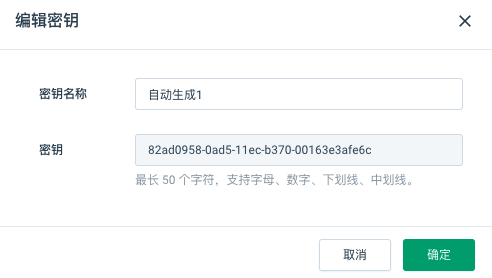 编辑密钥
密钥名称
自动生成1
密钥
82ad0958-0ad5-11ec-b370-00163e3afe6c
最长 50 个字符，支持字母、数字、下划线、中划线。
取消
确定